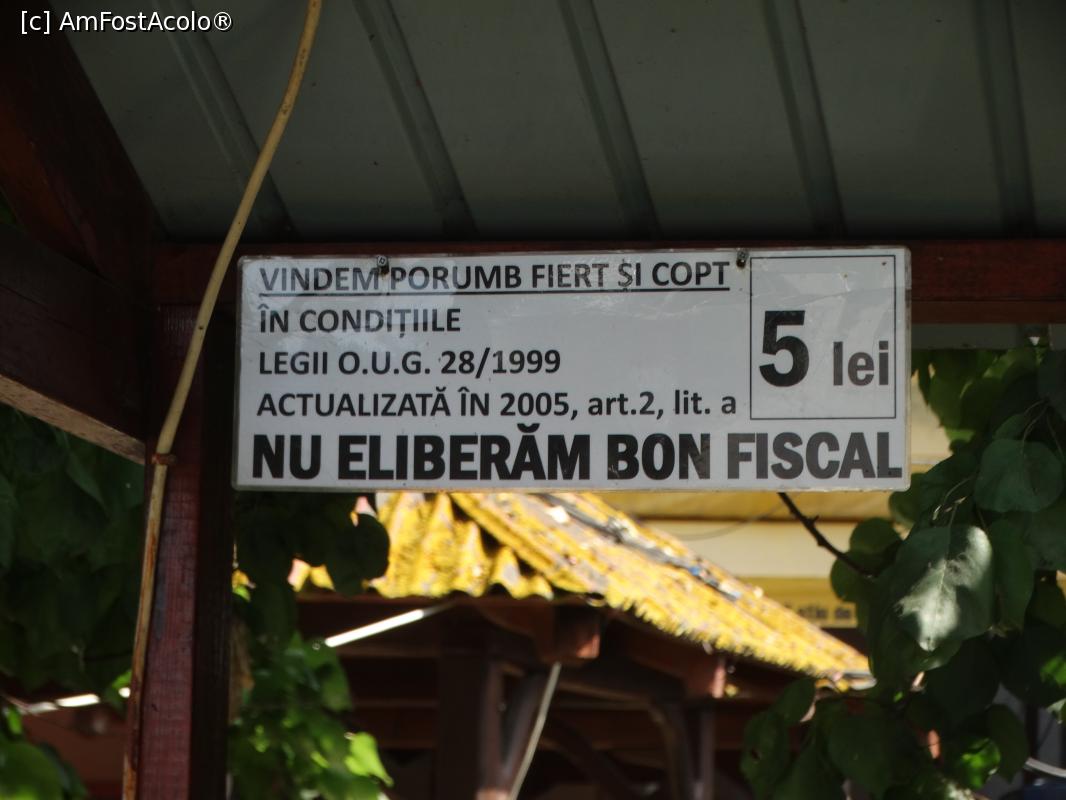 [c] AmFostAcolo®
VINDEM PORUMB FIERT ȘI COPT
ÎN CONDIȚIILE
LEGII O.U.G. 28/1999
ACTUALIZATĂ ÎN 2005, art.2, lit. a
5 lei
NU ELIBERĂM BON FISCAL